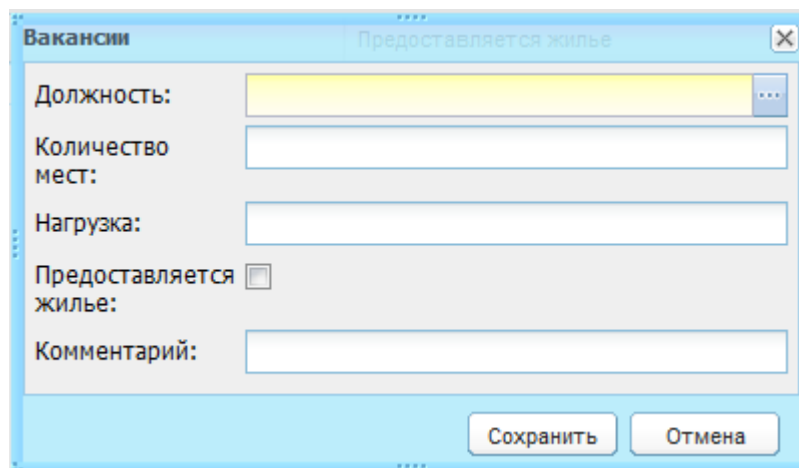 Вакансии Предоставляется жилье
Должность:
Количество
мест:
Нагрузка:
Предоставляется
жилье:
Комментарий:
Сохранить Отмена